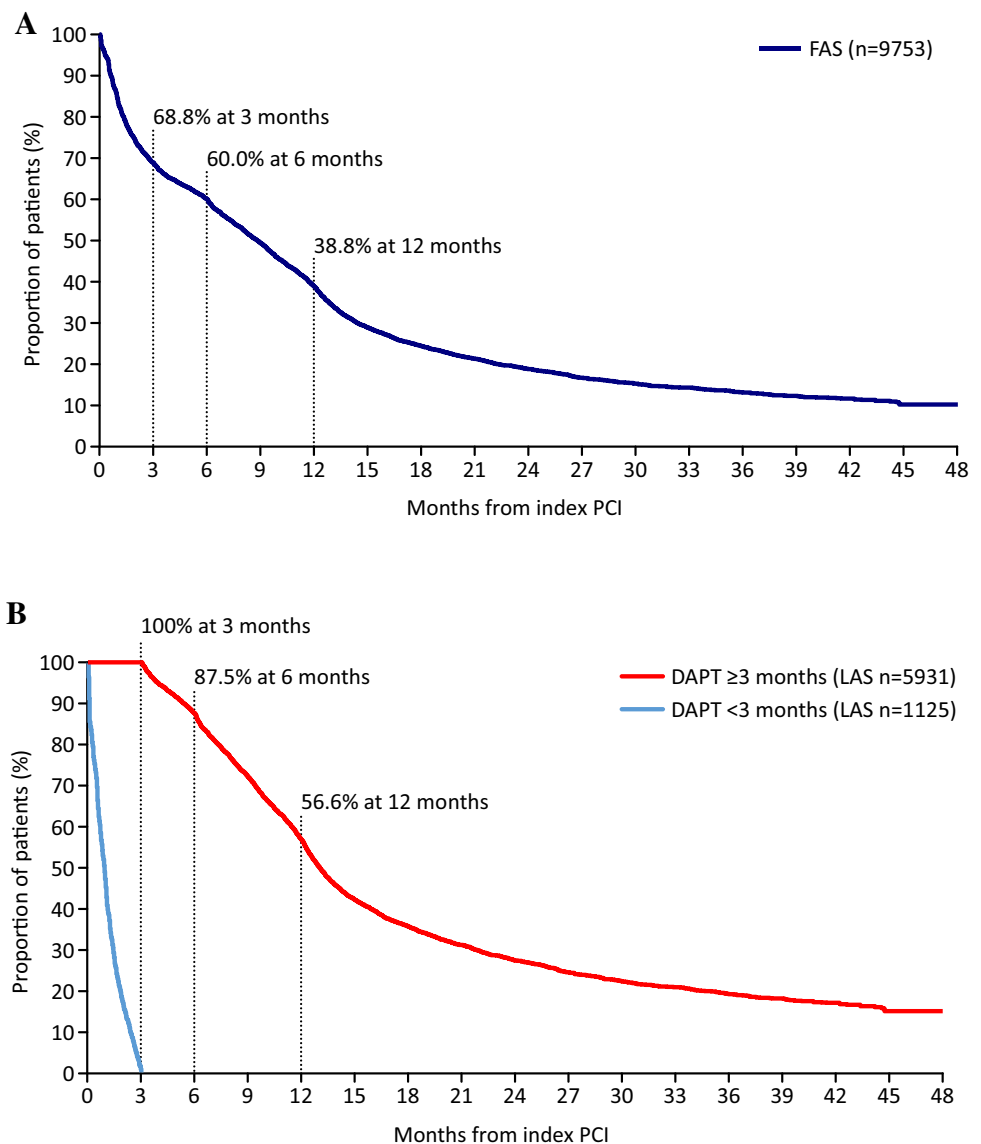 A
FAS (n=9753)
Proportion of patients (%)
100
90
80
70
60
50
40
30
20
10
0
68.8% at 3 months
60.0% at 6 months
38.8% at 12 months
0 3 6 9 12 15 18 21 24 27 30 33 36 39 42 45 48
Months from index PCI
B
100% at 3 months
87.5% at 6 months
56.6% at 12 months
DAPT ≥3 months (LAS n=5931)
DAPT <3 months (LAS n=1125)
Proportion of patients (%)
100
90
80
70
60
50
40
30
20
10
0
0 3 6 9 12 15 18 21 24 27 30 33 36 39 42 45 48
Months from index PCI